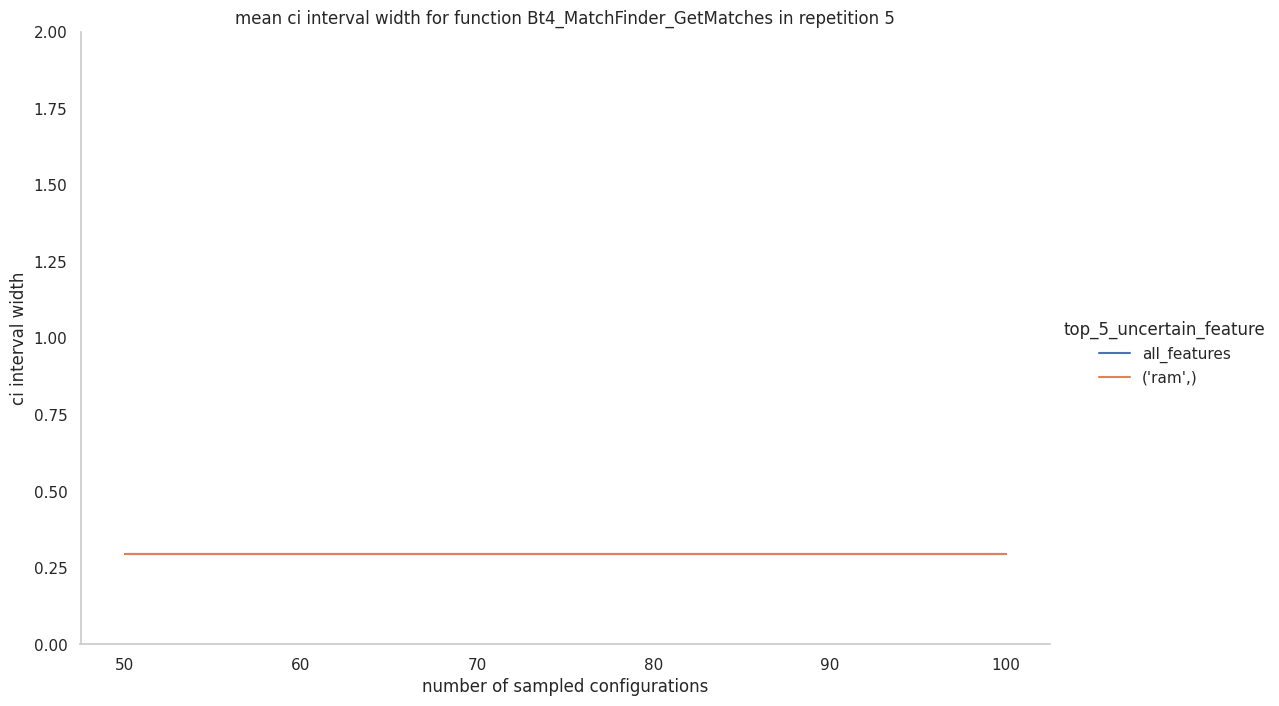 mean ci interval width for function Bt4_MatchFinder_GetMatches in repetition 5
2.00
1.75
1.50
1.25
1.00
0.75
0.50
0.25
0.00
ci interval width
50 60 70 80 90 100
number of sampled configurations
top_5_uncertain_feature
all_features
('ram',)